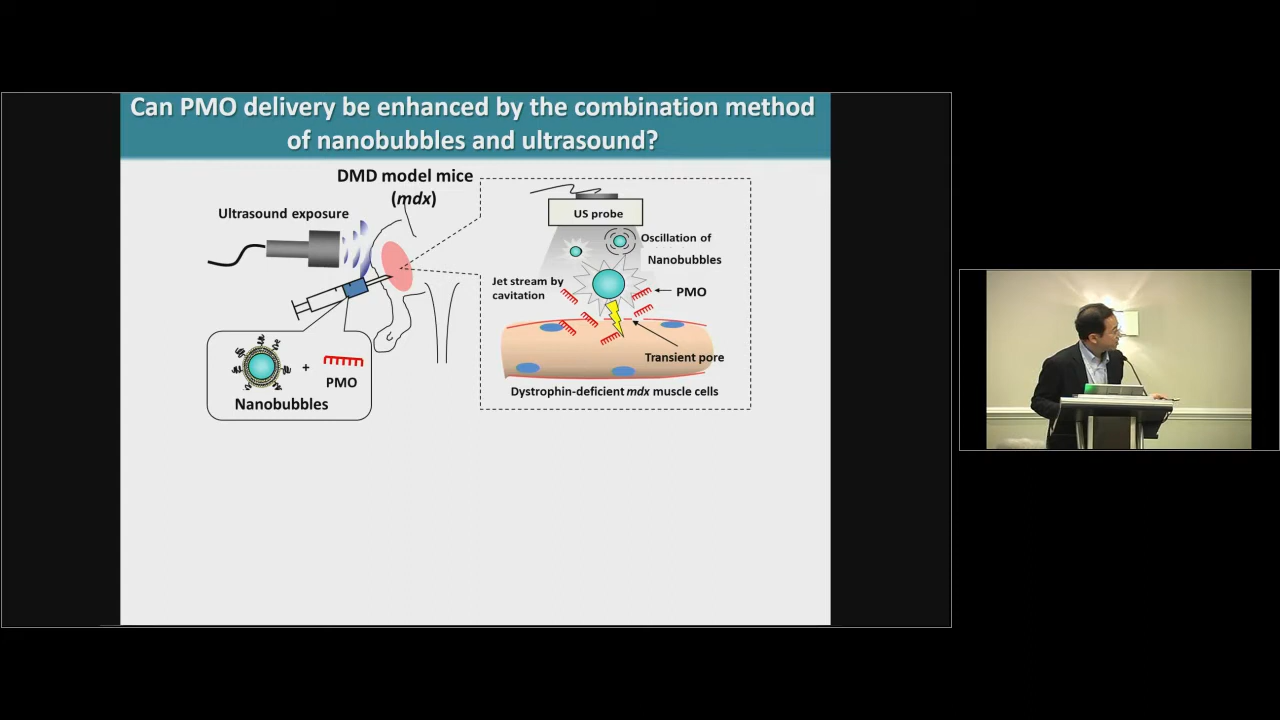 Can PMO delivery be enhanced by the combination method
of nanobubbles and ultrasound?
DMD model mice
(mdx)
Ultrasound exposure
Nanobubbles
+
PMO
US probe
Oscillation of
Nanobubbles
Jet stream by
cavitation
PMO
Transient pore
Dystrophin-deficient mdx muscle cells